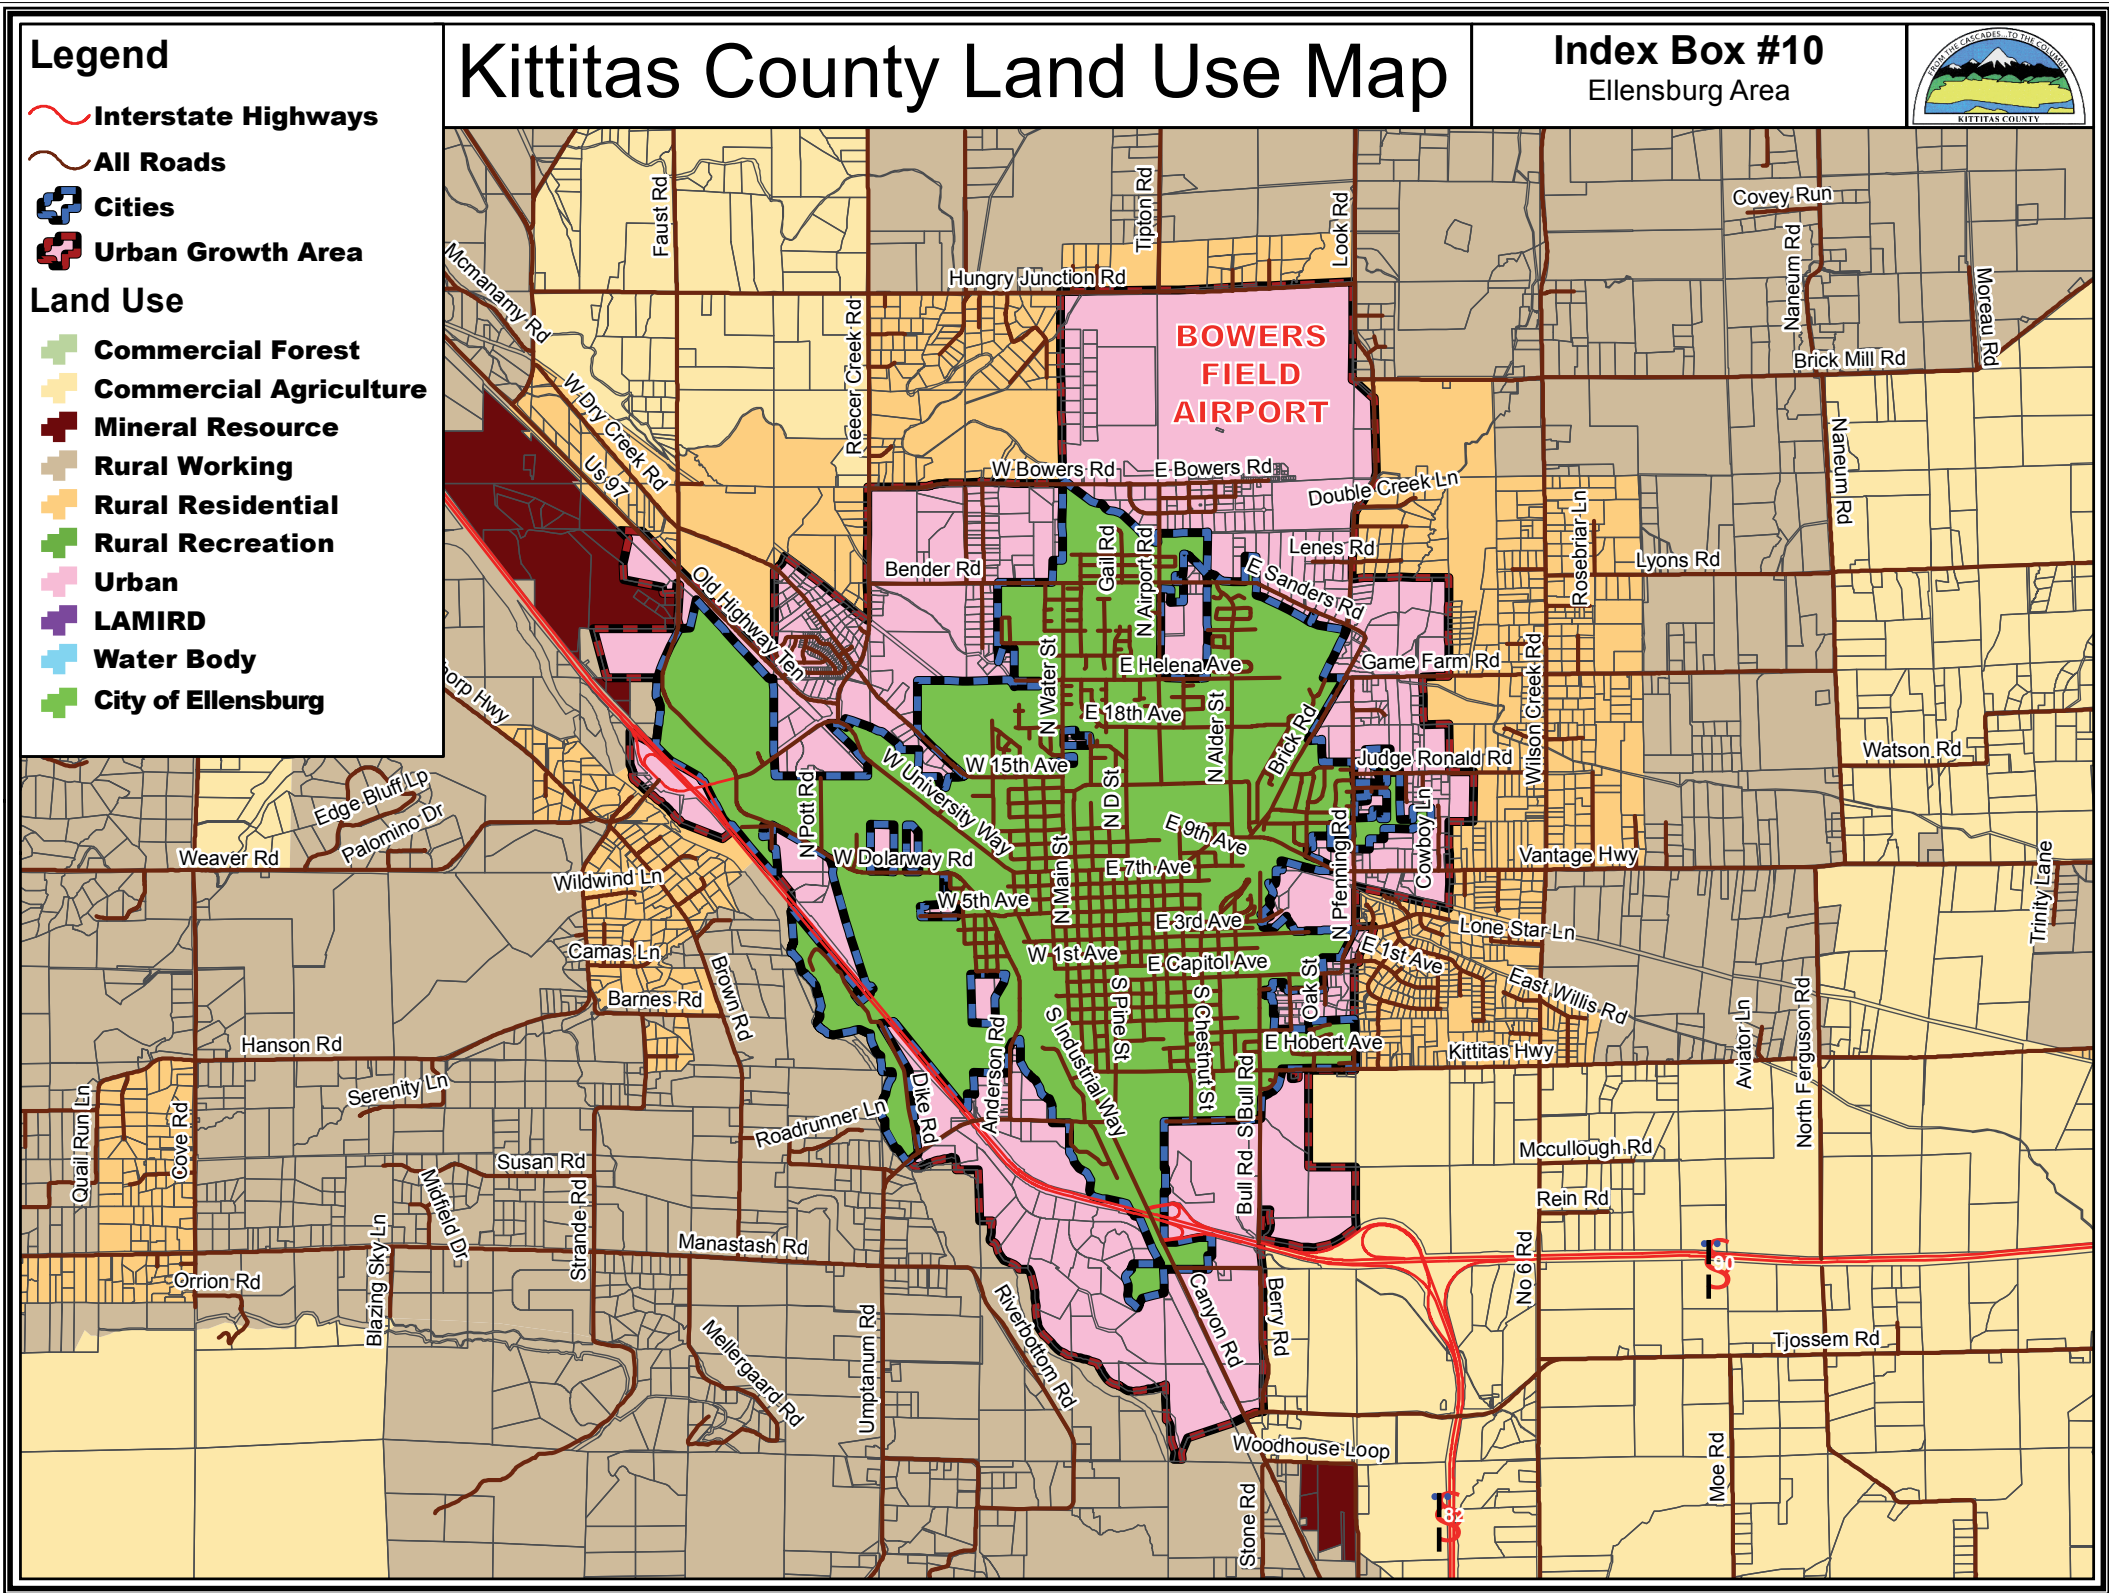 Legend
Interstate Highways
All Roads
Cities
Urban Growth Area
Land Use
Commercial Forest
Commercial Agriculture
Mineral Resource
Rural Working
Rural Residential
Rural Recreation
Urban
LAMIRD
Water Body
City of Ellensburg
Kittitas County Land Use Map
Index Box #10
Ellensburg Area
FROM THE CASCADES...TO THE COLUMBIA
KITTITAS COUNTY
Faust Rd
Tipton Rd
Look Rd
Covey Run
Naneum Rd
Moreau Rd
Mcmanamy Rd
Hungry Junction Rd
Reecer Creek Rd
BOWERS
FIELD
AIRPORT
Brick Mill Rd
W Dry Creek Rd
Us 97
W Bowers Rd
E Bowers Rd
Double Creek Ln
Naneum Rd
Rosebriar Ln
Gail Rd
N Airport Rd
Lenes Rd
Lyons Rd
Bender Rd
E Sanders Rd
Old Highway Ten
N Water St
E Helena Ave
Game Farm Rd
Wilson Creek Rd
orp Hwy
E 18th Ave
N Alder St
Brick Rd
Watson Rd
W 15th Ave
Judge Ronald Rd
W University Way
N Pott Rd
N D St
Edge Bluff Lp
Palomino Dr
E 9th Ave
N Pfenning Rd
Cowboy Ln
Weaver Rd
W Dolarway Rd
N Main St
E 7th Ave
Vantage Hwy
Trinity Lane
Wildwind Ln
W 5th Ave
E 3rd Ave
Lone Star Ln
Camas Ln
W 1st Ave
E Capitol Ave
E 1st Ave
Brown Rd
Barnes Rd
S Pine St
S Chestnut St
Oak St
East Willis Rd
Aviator Ln
North Ferguson Rd
Hanson Rd
S Industrial Way
E Hobert Ave
Kittitas Hwy
Anderson Rd
Serenity Ln
Quail Run Ln
Cove Rd
Dike Rd
Roadrunner Ln
S Bull Rd
Mccullough Rd
Susan Rd
Midfield Dr
Strande Rd
Bull Rd
Rein Rd
Blazing Sky Ln
Manastash Rd
No 6 Rd
90
Orrion Rd
Umptanum Rd
Riverbottom Rd
Canyon Rd
Berry Rd
Tjossem Rd
Mellergaard Rd
Woodhouse Loop
Moe Rd
Stone Rd
82